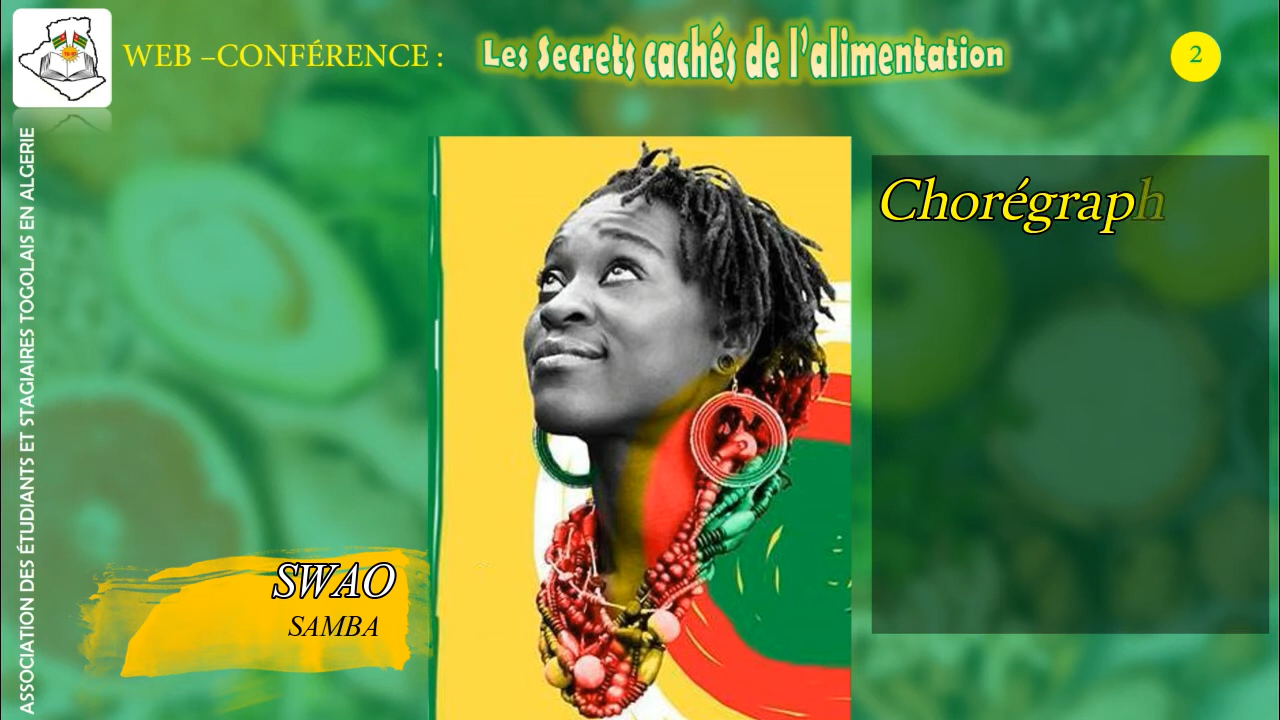 WEB –CONFÉRENCE :
Les Secrets cachés de l'alimentation
2
ASSOCIATION DES ÉTUDIANTS ET STAGIAIRES TOGOLAIS EN ALGERIE
Chorégraph
SWAO
SAMBA